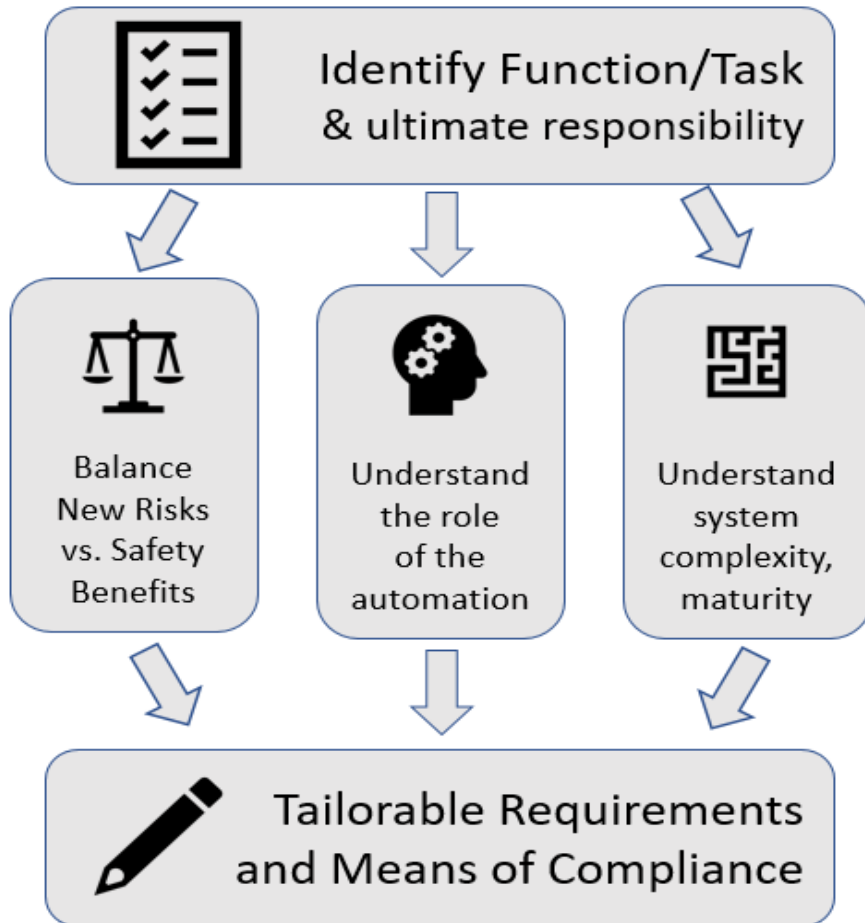 Identify Function/Task
& ultimate responsibility
Balance
New Risks
vs. Safety
Benefits
Understand
the role
of the
automation
Understand
system
complexity,
maturity
Tailorable Requirements
and Means of Compliance